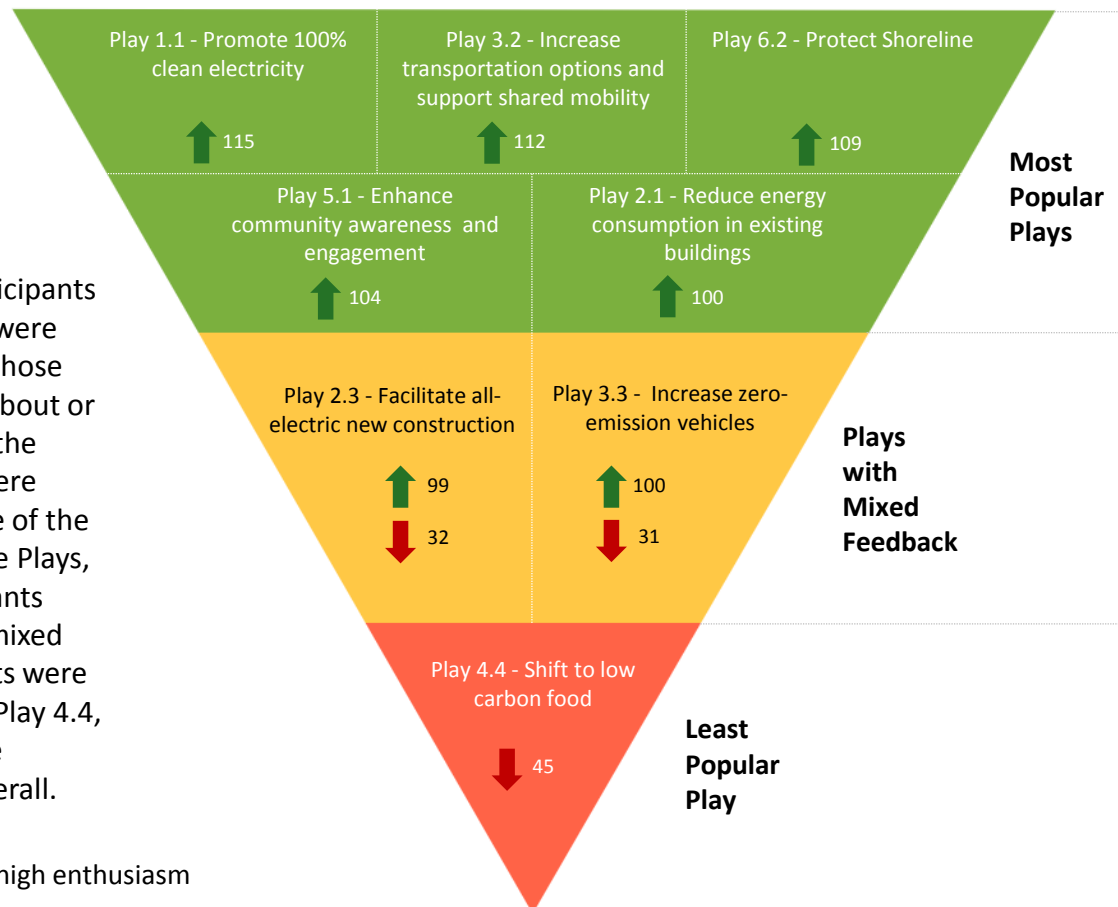 Play 1.1 - Promote 100%
clean electricity
115
Play 3.2 - Increase
transportation options and
support shared mobility
112
Play 6.2 - Protect Shoreline
109
Play 5.1 - Enhance
community awareness and
engagement
104
Play 2.1 - Reduce energy
consumption in existing
buildings
100
Most
Popular
Plays
Play 2.3 - Facilitate all-
electric new construction
99
32
Play 3.3 - Increase zero-
emission vehicles
100
31
Plays
with
Mixed
Feedback
Play 4.4 - Shift to low
carbon food
45
Least
Popular
Play
ticipants
were
hose
bout or
the
ere
e of the
e Plays,
ants
mixed
ts were
Play 4.4,
e
erall.
high enthusiasm